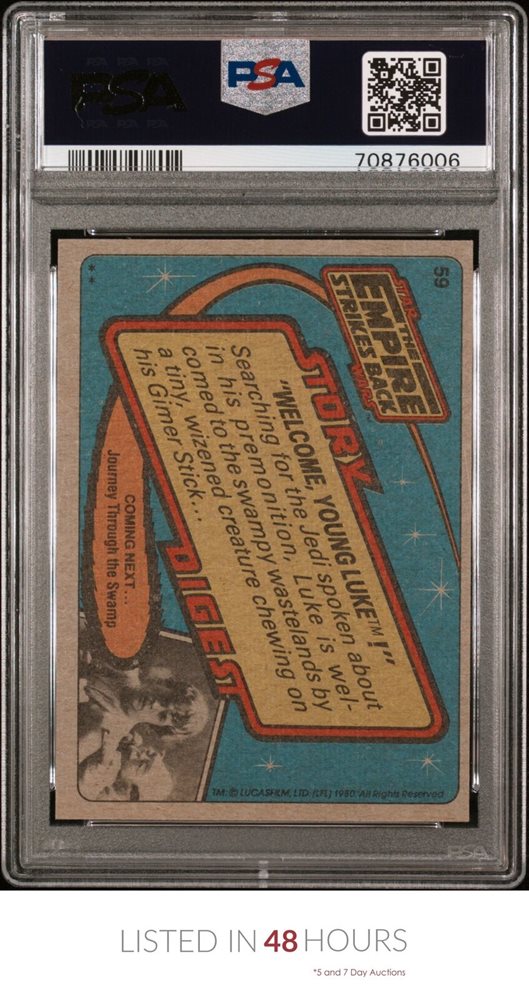 PSA
PSA
70876006
59
STAR
THE
EMPIRE
STRIKES BACK
WARS
STORY
"WELCOME, YOUNG LUKE™!"
Searching for the Jedi spoken about
in his premonition, Luke is wel-
comed to the swampy wastelands by
a tiny, wizened creature chewing on
his Gimer Stick...
DIGEST
COMING NEXT...
Journey Through the Swamp
* *
TM: © LUCASFILM, LTD. (LFL) 1980. All Rights Reserved
PSA
LISTED IN 48 HOURS
*5 and 7 Day Auctions